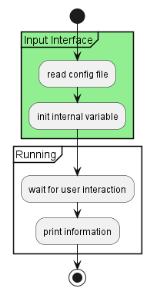 Input Interface
read config file
init internal variable
Running
wait for user interaction
print information